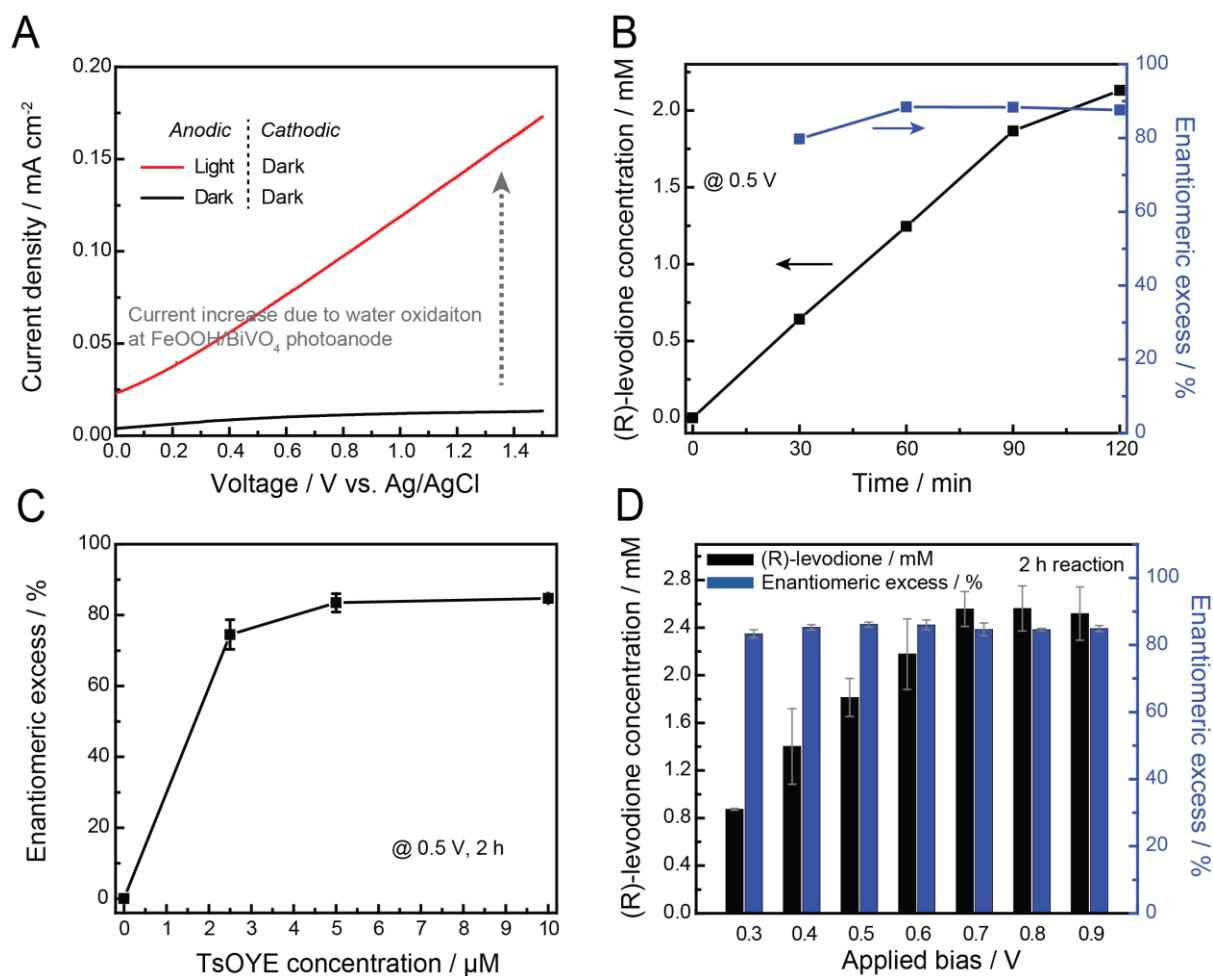 A
Current density / mA cm⁻²
0.20
0.15
0.10
0.05
0.00
Anodic Cathodic
Light Dark
Dark Dark
Current increase due to water oxidaiton
at FeOOH/BiVO₄ photoanode
0.0 0.2 0.4 0.6 0.8 1.0 1.2 1.4
Voltage / V vs. Ag/AgCl
B
(R)-levodione concentration / mM
2.0
1.5
1.0
0.5
0.0
@ 0.5 V
100
80
60
40
20
0
Enantiomeric excess / %
0 30 60 90 120
Time / min
C
Enantiomeric excess / %
100
80
60
40
20
0
@ 0.5 V, 2 h
0 1 2 3 4 5 6 7 8 9 10
TsOYE concentration / µM
D
(R)-levodione concentration / mM
2.8
2.4
2.0
1.6
1.2
0.8
0.4
0.0
(R)-levodione / mM
Enantiomeric excess / %
2 h reaction
100
80
60
40
20
0
Enantiomeric excess / %
0.3 0.4 0.5 0.6 0.7 0.8 0.9
Applied bias / V